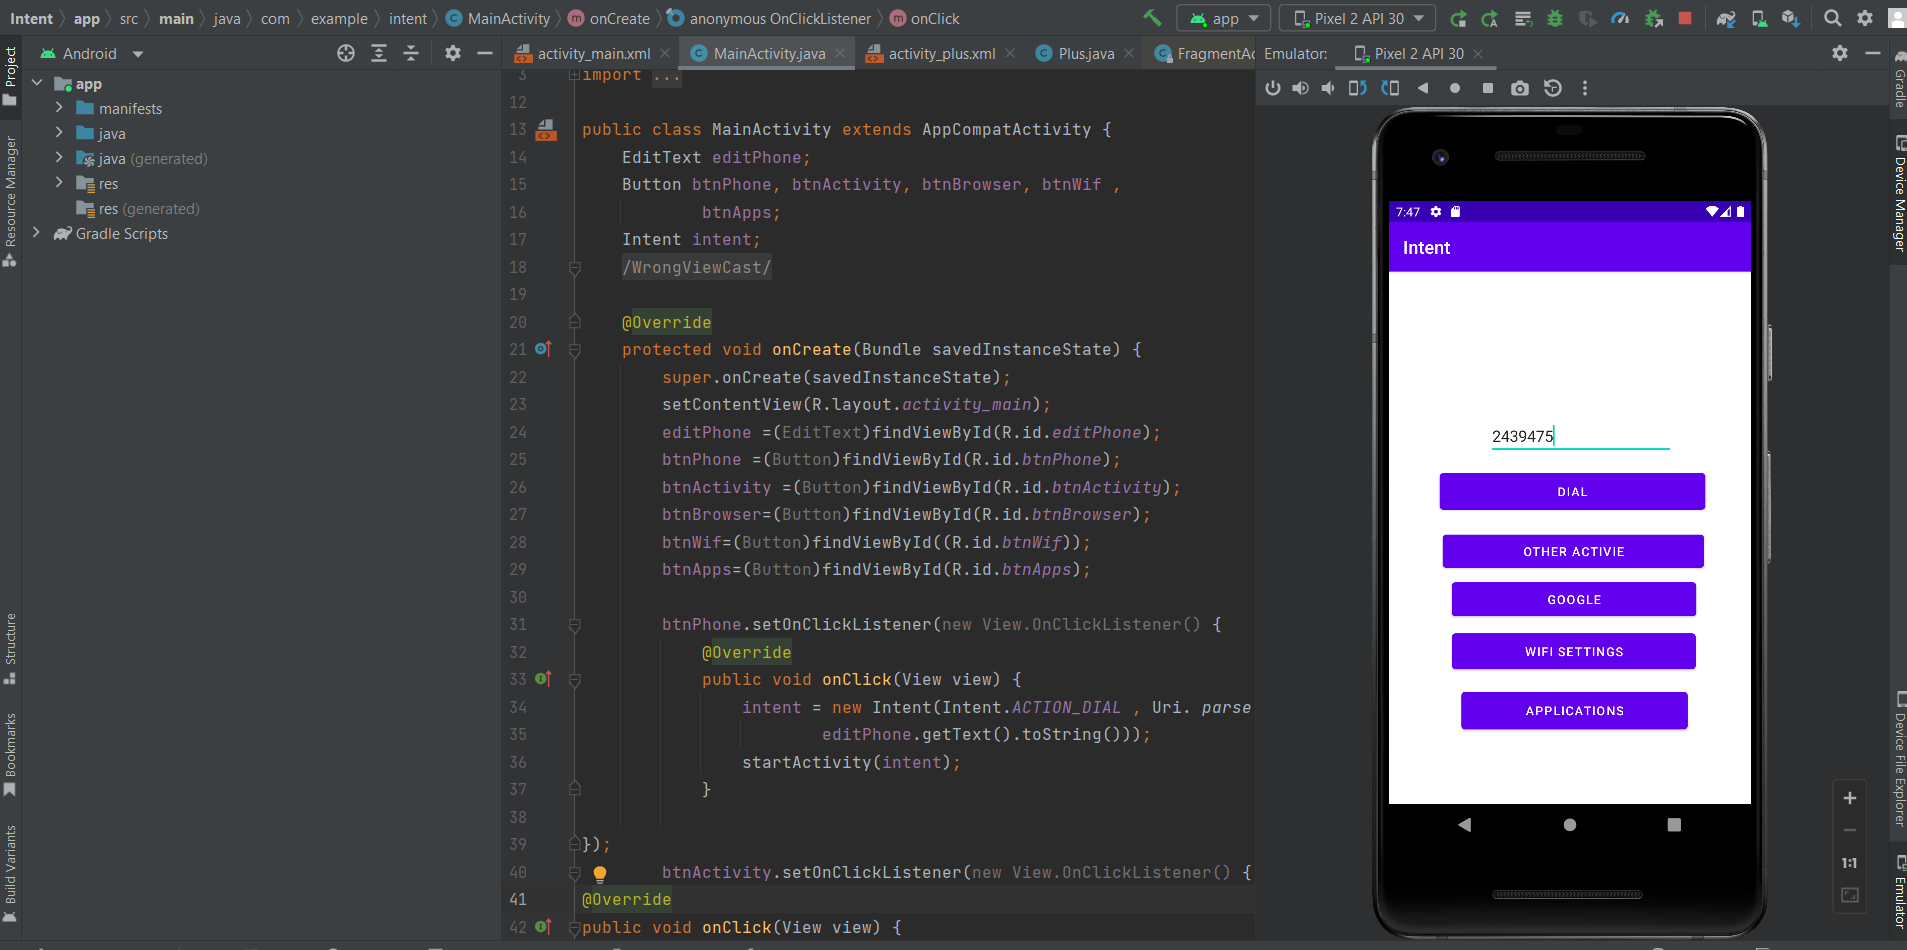 Intent app src main java com example intent MainActivity onCreate anonymous OnClickListener onClick
app Pixel 2 API 30
Project
Android
activity_main.xml MainActivity.java activity_plus.xml Plus.java FragmentAc
Emulator: Pixel 2 API 30
app
manifests
java
java (generated)
res
res (generated)
Gradle Scripts
Resource Manager
Structure
Bookmarks
Build Variants
3 import ...
12
13 public class MainActivity extends AppCompatActivity {
14 EditText editPhone;
15 Button btnPhone, btnActivity, btnBrowser, btnWif ,
16 btnApps;
17 Intent intent;
18 /WrongViewCast/
19
20 @Override
21 protected void onCreate(Bundle savedInstanceState) {
22 super.onCreate(savedInstanceState);
23 setContentView(R.layout.activity_main);
24 editPhone =(EditText)findViewById(R.id.editPhone);
25 btnPhone =(Button)findViewById(R.id.btnPhone);
26 btnActivity =(Button)findViewById(R.id.btnActivity);
27 btnBrowser=(Button)findViewById(R.id.btnBrowser);
28 btnWif=(Button)findViewById((R.id.btnWif));
29 btnApps=(Button)findViewById(R.id.btnApps);
30
31 btnPhone.setOnClickListener(new View.OnClickListener() {
32 @Override
33 public void onClick(View view) {
34 intent = new Intent(Intent.ACTION_DIAL , Uri. parse
35 editPhone.getText().toString()));
36 startActivity(intent);
37 }
38
39 });
40 btnActivity.setOnClickListener(new View.OnClickListener() {
41 @Override
42 public void onClick(View view) {
7:47
Intent
2439475
DIAL
OTHER ACTIVIE
GOOGLE
WIFI SETTINGS
APPLICATIONS
1:1
Gradle
Device Manager
Device File Explorer
Emulator